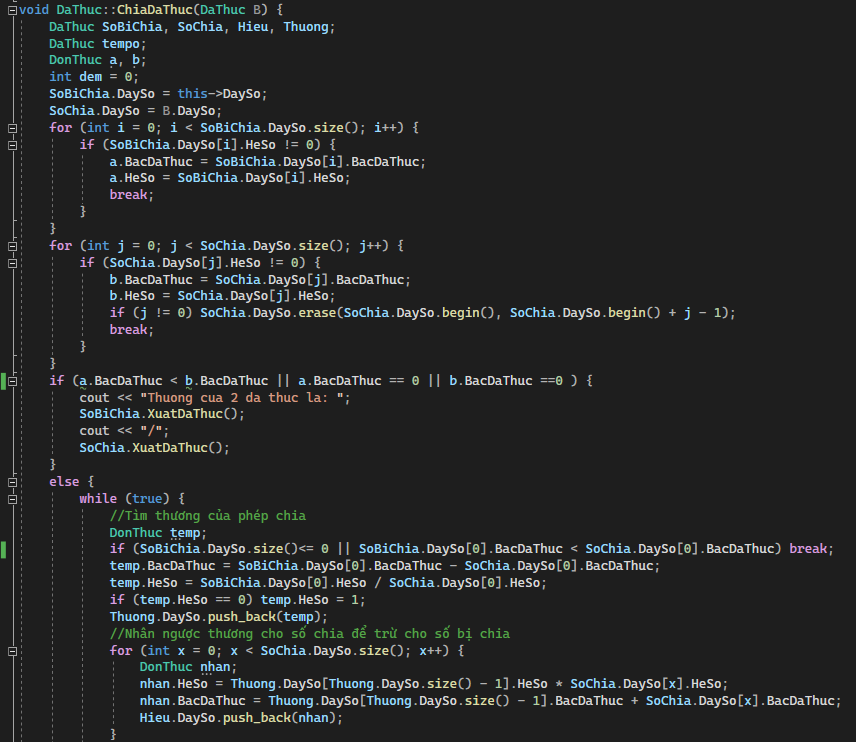 void DaThuc::ChiaDaThuc(DaThuc B) {
DaThuc SoBiChia, SoChia, Hieu, Thuong;
DaThuc tempo;
DonThuc a, b;
int dem = 0;
SoBiChia.DaySo = this->DaySo;
SoChia.DaySo = B.DaySo;
for (int i = 0; i < SoBiChia.DaySo.size(); i++) {
if (SoBiChia.DaySo[i].HeSo != 0) {
a.BacDaThuc = SoBiChia.DaySo[i].BacDaThuc;
a.HeSo = SoBiChia.DaySo[i].HeSo;
break;
}
}
for (int j = 0; j < SoChia.DaySo.size(); j++) {
if (SoChia.DaySo[j].HeSo != 0) {
b.BacDaThuc = SoChia.DaySo[j].BacDaThuc;
b.HeSo = SoChia.DaySo[j].HeSo;
if (j != 0) SoChia.DaySo.erase(SoChia.DaySo.begin(), SoChia.DaySo.begin() + j - 1);
break;
}
}
if (a.BacDaThuc < b.BacDaThuc || a.BacDaThuc == 0 || b.BacDaThuc ==0 ) {
cout << "Thuong cua 2 da thuc la: ";
SoBiChia.XuatDaThuc();
cout << "/";
SoChia.XuatDaThuc();
}
else {
while (true) {
//Tìm thương của phép chia
DonThuc temp;
if (SoBiChia.DaySo.size()<= 0 || SoBiChia.DaySo[0].BacDaThuc < SoChia.DaySo[0].BacDaThuc) break;
temp.BacDaThuc = SoBiChia.DaySo[0].BacDaThuc - SoChia.DaySo[0].BacDaThuc;
temp.HeSo = SoBiChia.DaySo[0].HeSo / SoChia.DaySo[0].HeSo;
if (temp.HeSo == 0) temp.HeSo = 1;
Thuong.DaySo.push_back(temp);
//Nhân ngược thương cho số chia để trừ cho số bị chia
for (int x = 0; x < SoChia.DaySo.size(); x++) {
DonThuc nhan;
nhan.HeSo = Thuong.DaySo[Thuong.DaySo.size() - 1].HeSo * SoChia.DaySo[x].HeSo;
nhan.BacDaThuc = Thuong.DaySo[Thuong.DaySo.size() - 1].BacDaThuc + SoChia.DaySo[x].BacDaThuc;
Hieu.DaySo.push_back(nhan);
}